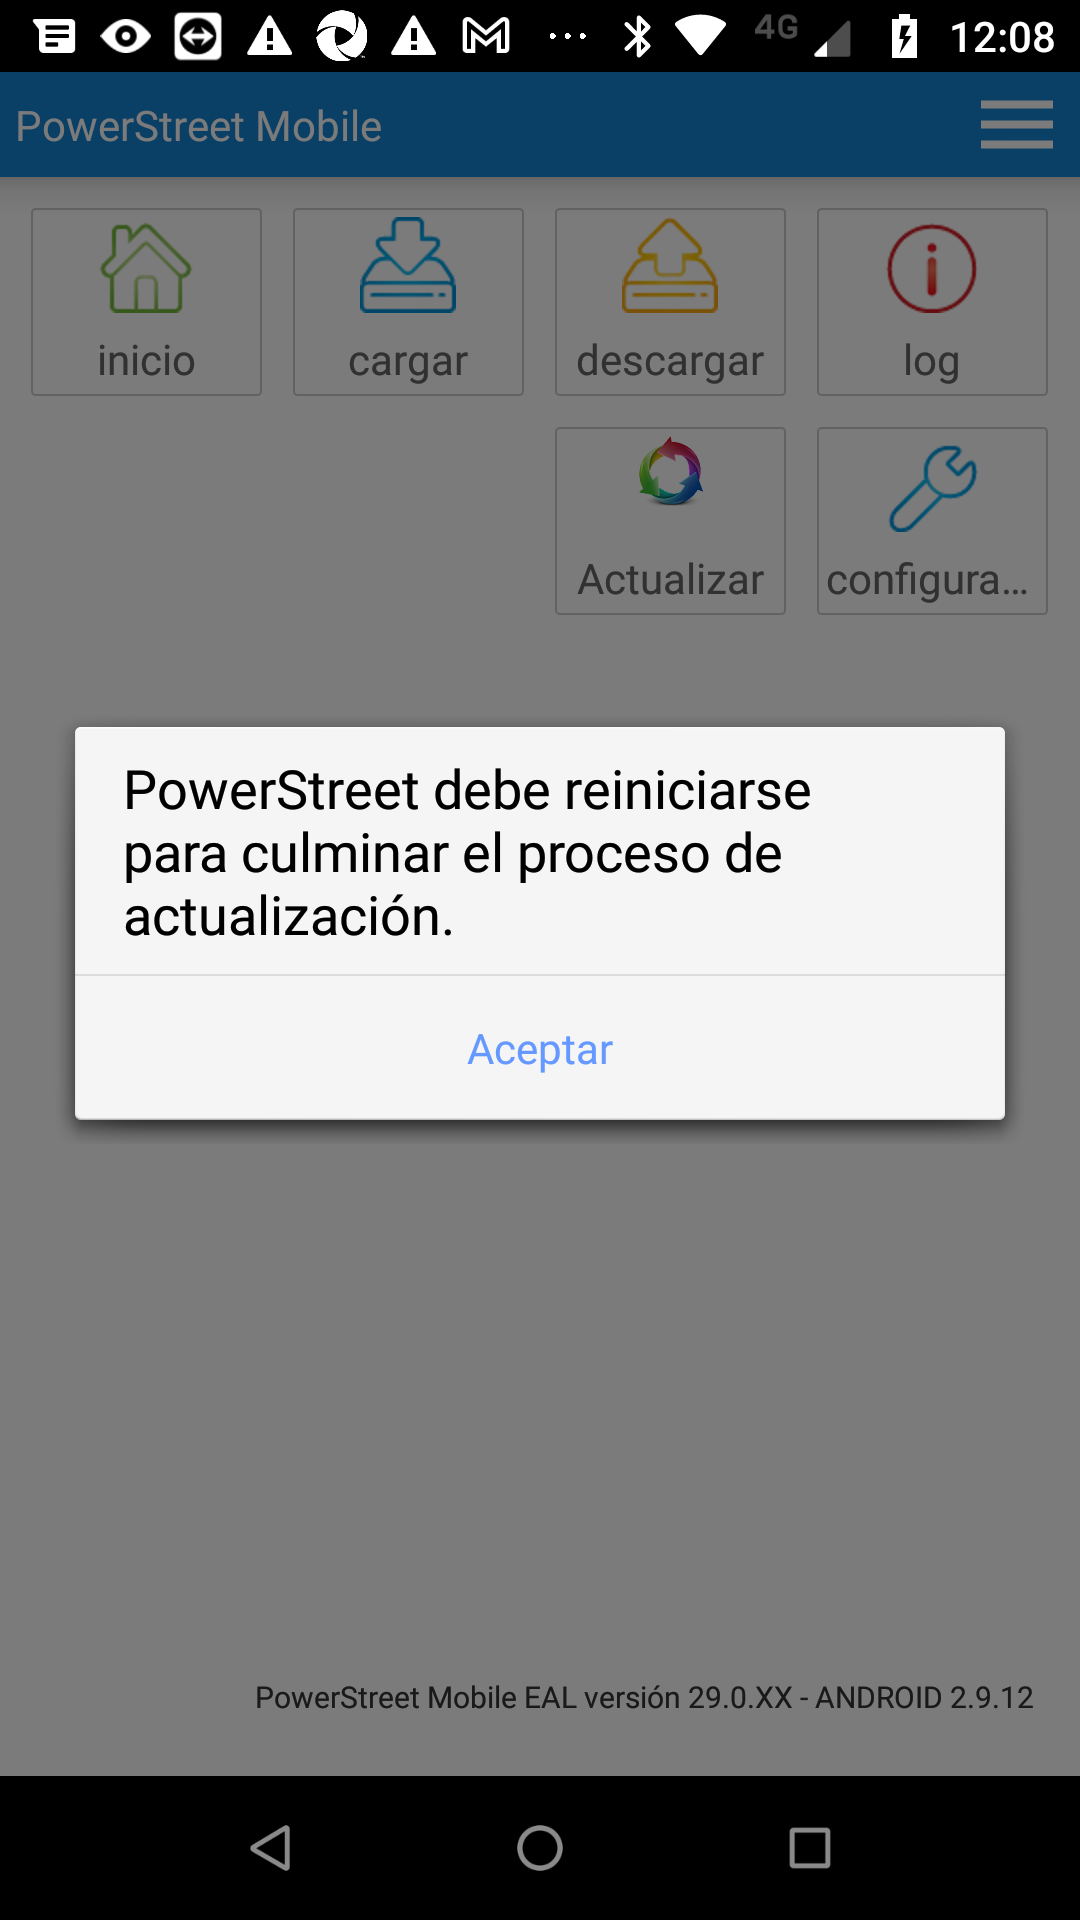 4G 12:08
PowerStreet Mobile
inicio cargar descargar log
Actualizar configura...
PowerStreet debe reiniciarse
para culminar el proceso de
actualización.
Aceptar
PowerStreet Mobile EAL versión 29.0.XX - ANDROID 2.9.12